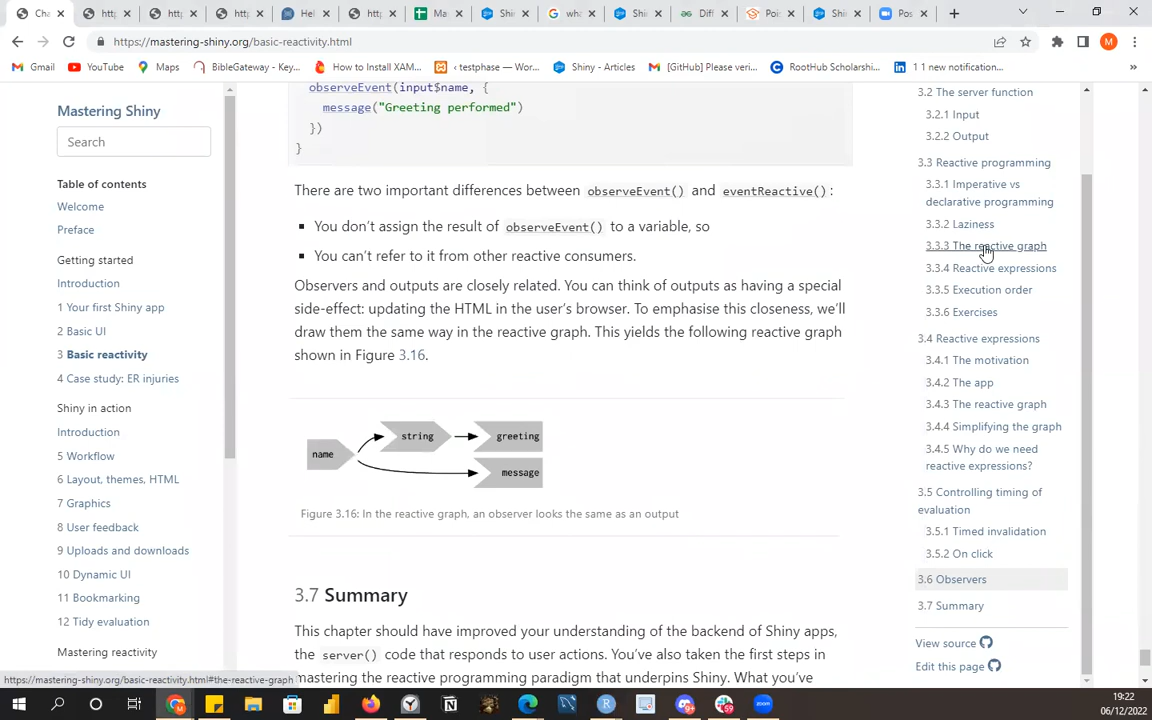 Cha
http
http
http
Hel
http
Ma
Shin
wha
Shin
Diff
Pois
Shin
Pos
https://mastering-shiny.org/basic-reactivity.html
M
Gmail
YouTube
Maps
BibleGateway - Key...
How to Install XAM...
‹ testphase — Wor...
Shiny - Articles
[GitHub] Please veri...
RootHub Scholarshi...
1 1 new notification...
»
Mastering Shiny
Search
Table of contents
Welcome
Preface
Getting started
Introduction
1 Your first Shiny app
2 Basic UI
3 Basic reactivity
4 Case study: ER injuries
Shiny in action
Introduction
5 Workflow
6 Layout, themes, HTML
7 Graphics
8 User feedback
9 Uploads and downloads
10 Dynamic UI
11 Bookmarking
12 Tidy evaluation
Mastering reactivity
observeEvent(input$name, {
message("Greeting performed")
})
}
There are two important differences between observeEvent() and eventReactive() :
You don't assign the result of observeEvent() to a variable, so
You can't refer to it from other reactive consumers.
Observers and outputs are closely related. You can think of outputs as having a special
side-effect: updating the HTML in the user's browser. To emphasise this closeness, we'll
draw them the same way in the reactive graph. This yields the following reactive graph
shown in Figure 3.16.
name
string
greeting
message
Figure 3.16: In the reactive graph, an observer looks the same as an output
3.7 Summary
This chapter should have improved your understanding of the backend of Shiny apps,
the server() code that responds to user actions. You've also taken the first steps in
mastering the reactive programming paradigm that underpins Shiny. What you've
3.2 The server function
3.2.1 Input
3.2.2 Output
3.3 Reactive programming
3.3.1 Imperative vs
declarative programming
3.3.2 Laziness
3.3.3 The reactive graph
3.3.4 Reactive expressions
3.3.5 Execution order
3.3.6 Exercises
3.4 Reactive expressions
3.4.1 The motivation
3.4.2 The app
3.4.3 The reactive graph
3.4.4 Simplifying the graph
3.4.5 Why do we need
reactive expressions?
3.5 Controlling timing of
evaluation
3.5.1 Timed invalidation
3.5.2 On click
3.6 Observers
3.7 Summary
View source
Edit this page
https://mastering-shiny.org/basic-reactivity.html#the-reactive-graph
19:22
06/12/2022